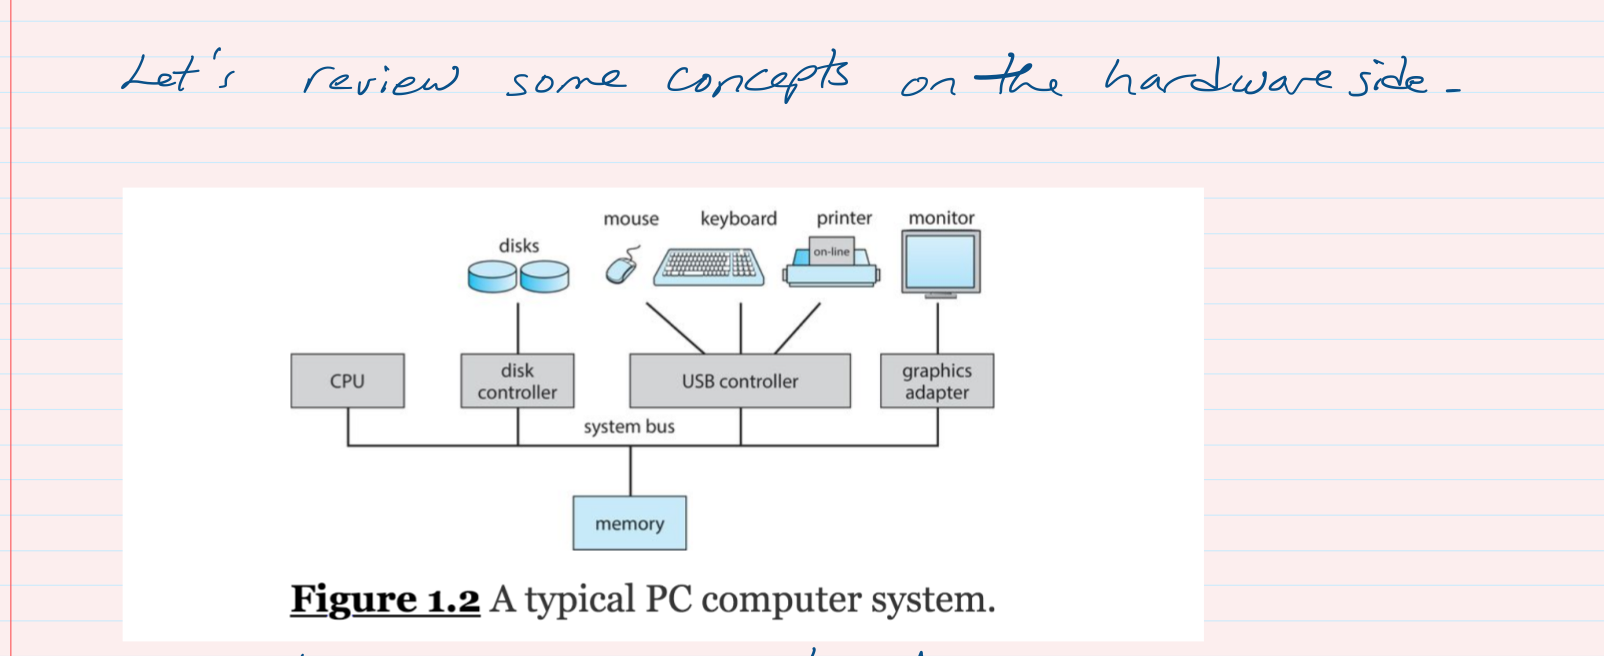 Let's review some concepts on the hardware side.
mouse keyboard printer monitor
disks
on-line
CPU
disk
controller
USB controller
graphics
adapter
system bus
memory
Figure 1.2 A typical PC computer system.